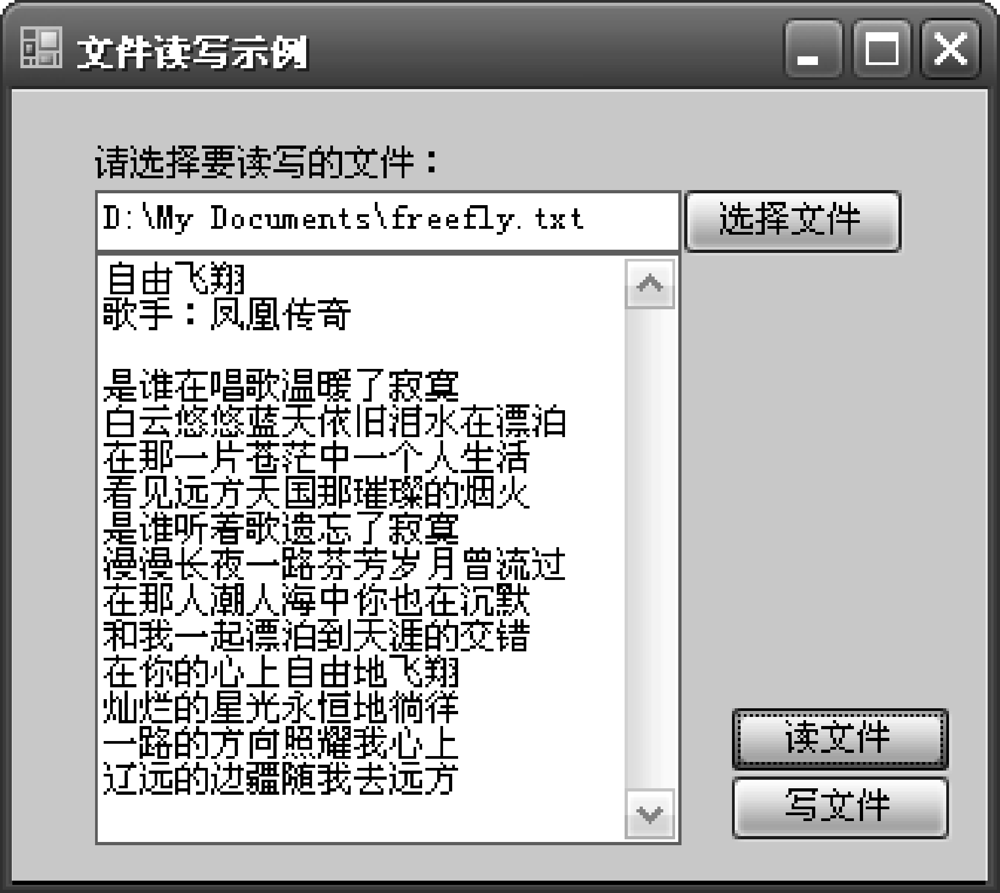 文件读写示例
请选择要读写的文件：
D:\My Documents\freefly.txt
选择文件
自由飞翔
歌手：凤凰传奇
是谁在唱歌温暖了寂寞
白云悠悠蓝天依旧泪水在漂泊
在那一片苍茫中一个人生活
看见远方天国那璀璨的烟火
是谁听着歌遗忘了寂寞
漫漫长夜一路芬芳岁月曾流过
在那人潮人海中你也在沉默
和我一起漂泊到天涯的交错
在你的心上自由地飞翔
灿烂的星光永恒地徜徉
一路的方向照耀我心上
辽远的边疆随我去远方
读文件
写文件